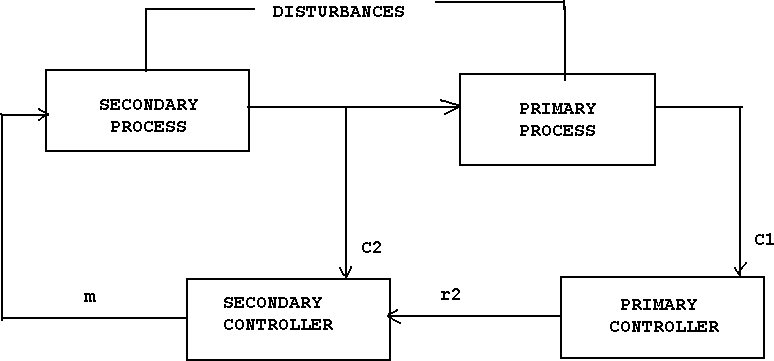 DISTURBANCES
SECONDARY
PROCESS
PRIMARY
PROCESS
C2
C1
m
SECONDARY
CONTROLLER
r2
PRIMARY
CONTROLLER